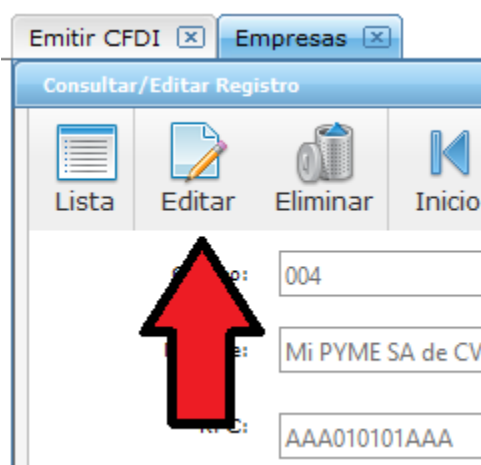 Emitir CFDI Empresas
Consultar/Editar Registro
Lista Editar Eliminar Inicio
004
Mi PYME SA de CV
AAA010101AAA